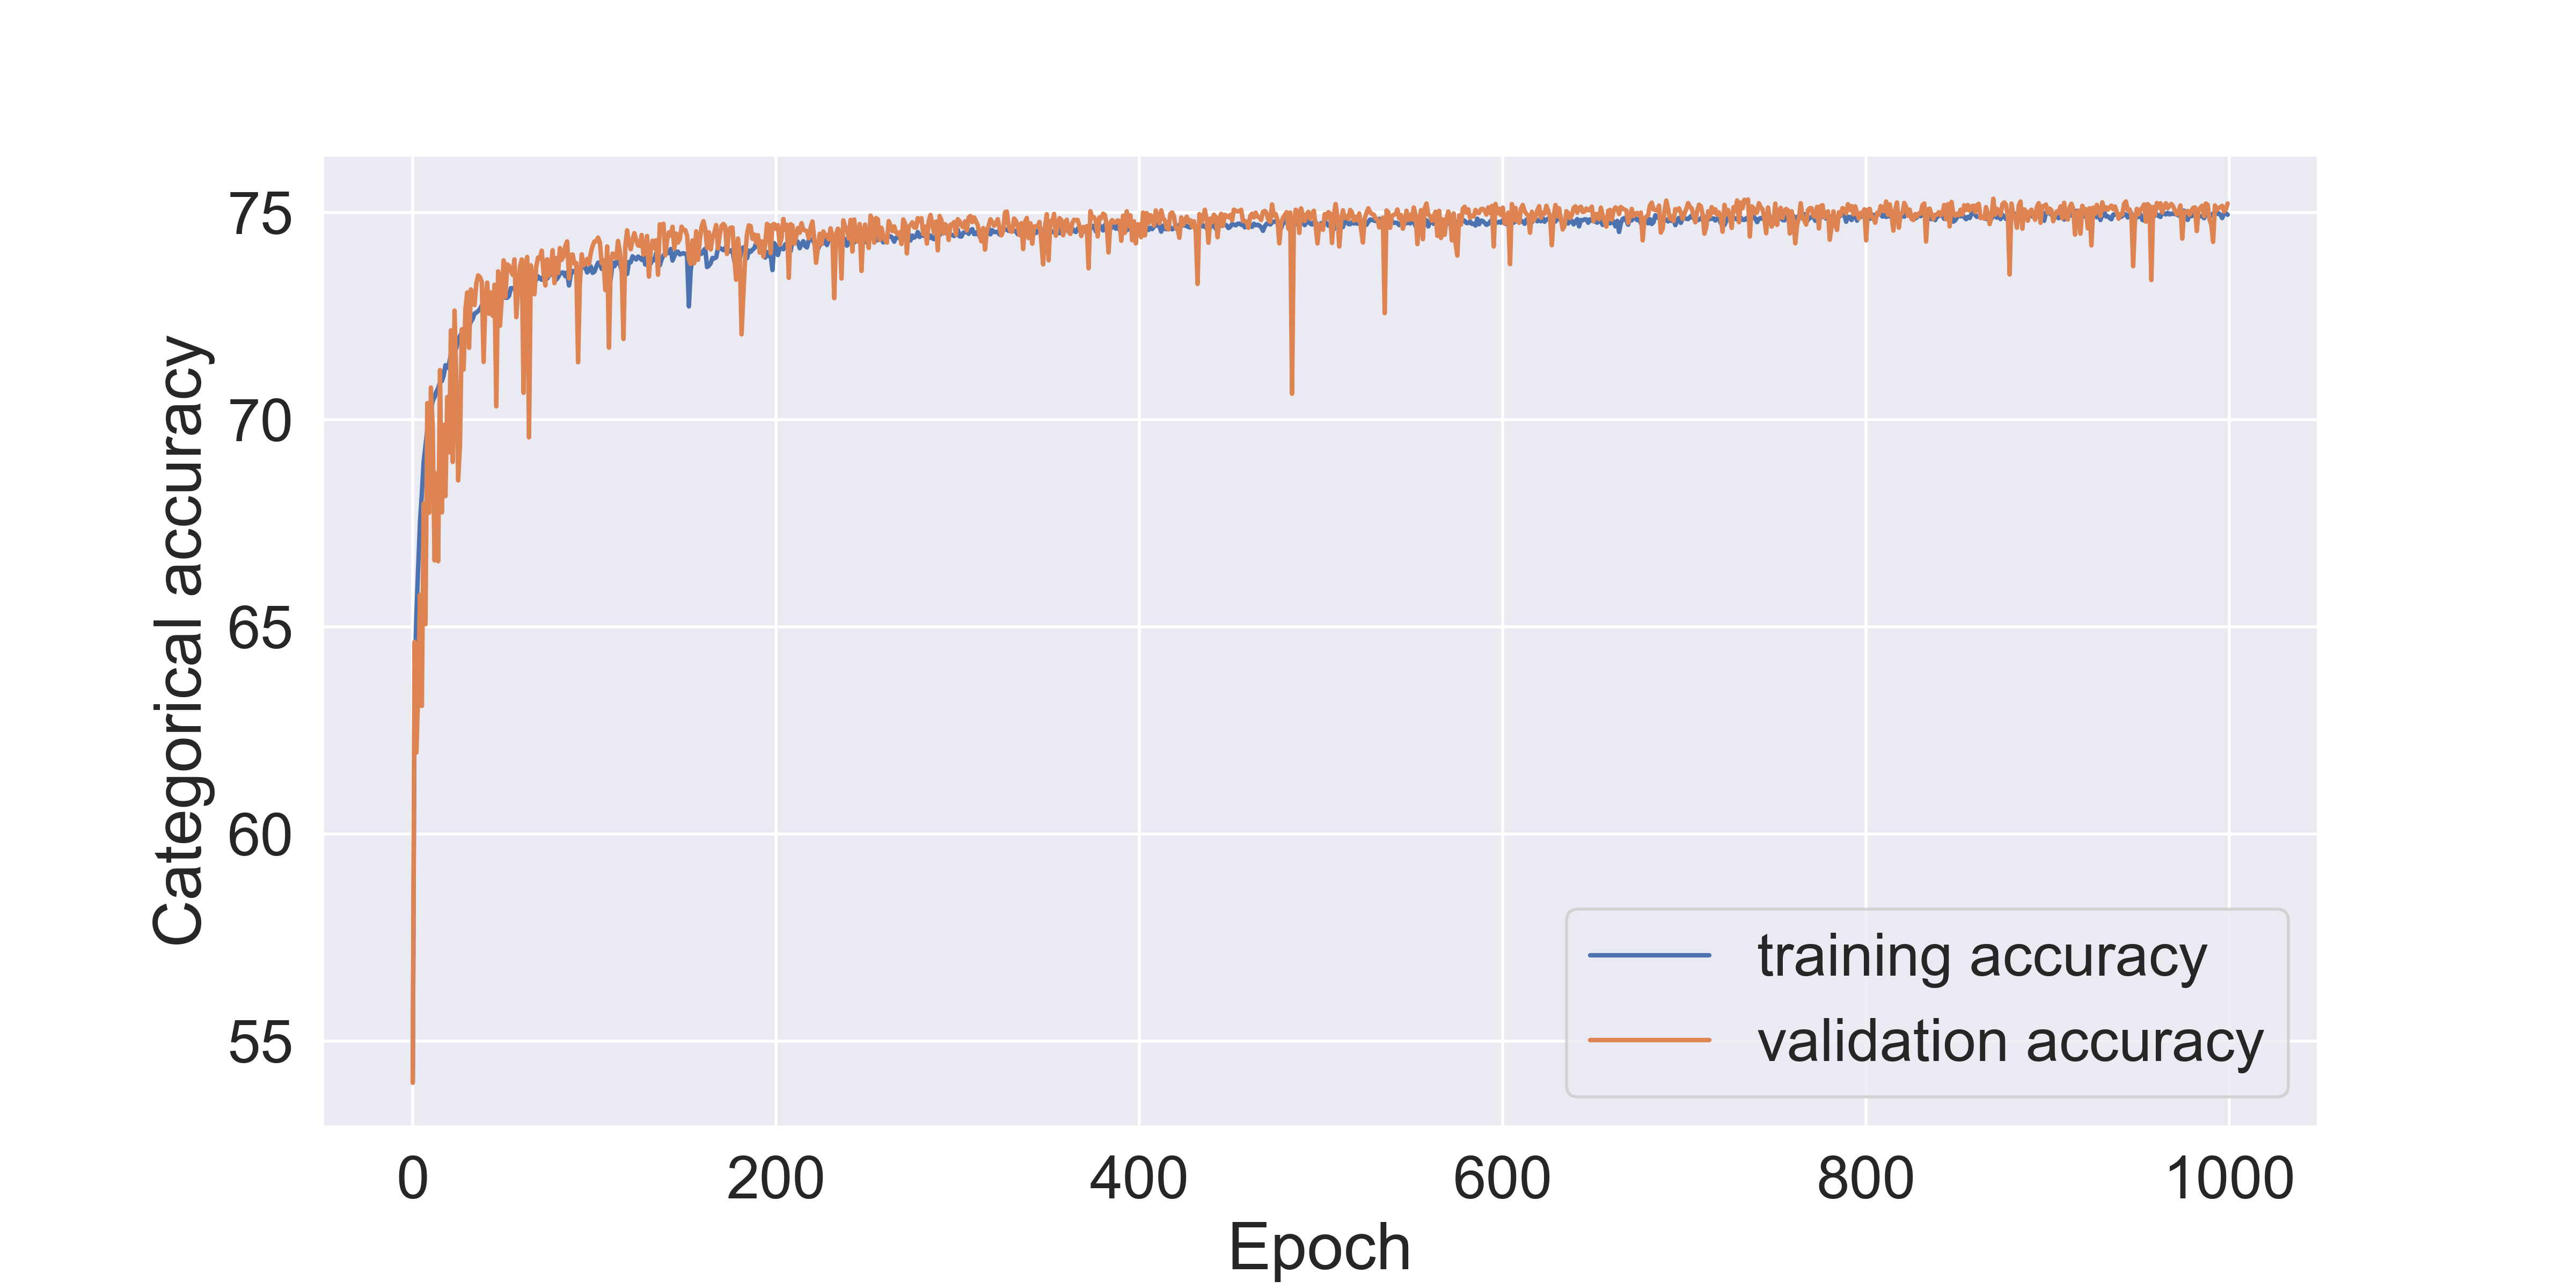 75
70
65
60
55
Categorical accuracy
training accuracy
validation accuracy
0 200 400 600 800 1000
Epoch